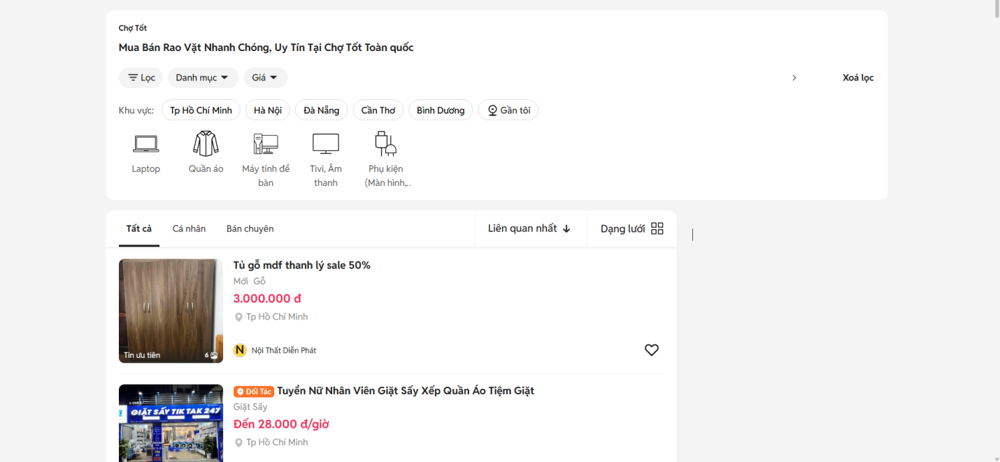 Chợ Tốt
Mua Bán Rao Vặt Nhanh Chóng, Uy Tín Tại Chợ Tốt Toàn quốc
Lọc
Danh mục
Giá
Xoá lọc
Khu vực:
Tp Hồ Chí Minh
Hà Nội
Đà Nẵng
Cần Thơ
Bình Dương
Gần tôi
Laptop
Quần áo
Máy tính để
bàn
Tivi, Âm
thanh
Phụ kiện
(Màn hình,..
Tất cả
Cá nhân
Bán chuyên
Liên quan nhất
Dạng lưới
Tủ gỗ mdf thanh lý sale 50%
Mới Gỗ
3.000.000 đ
Tp Hồ Chí Minh
Tin ưu tiên
6
N
Nội Thất Diễn Phát
Đối Tác
Tuyển Nữ Nhân Viên Giặt Sấy Xếp Quần Áo Tiệm Giặt
Giặt Sấy
Đến 28.000 đ/giờ
Tp Hồ Chí Minh
GIẶT SẤY TIK TAK 247